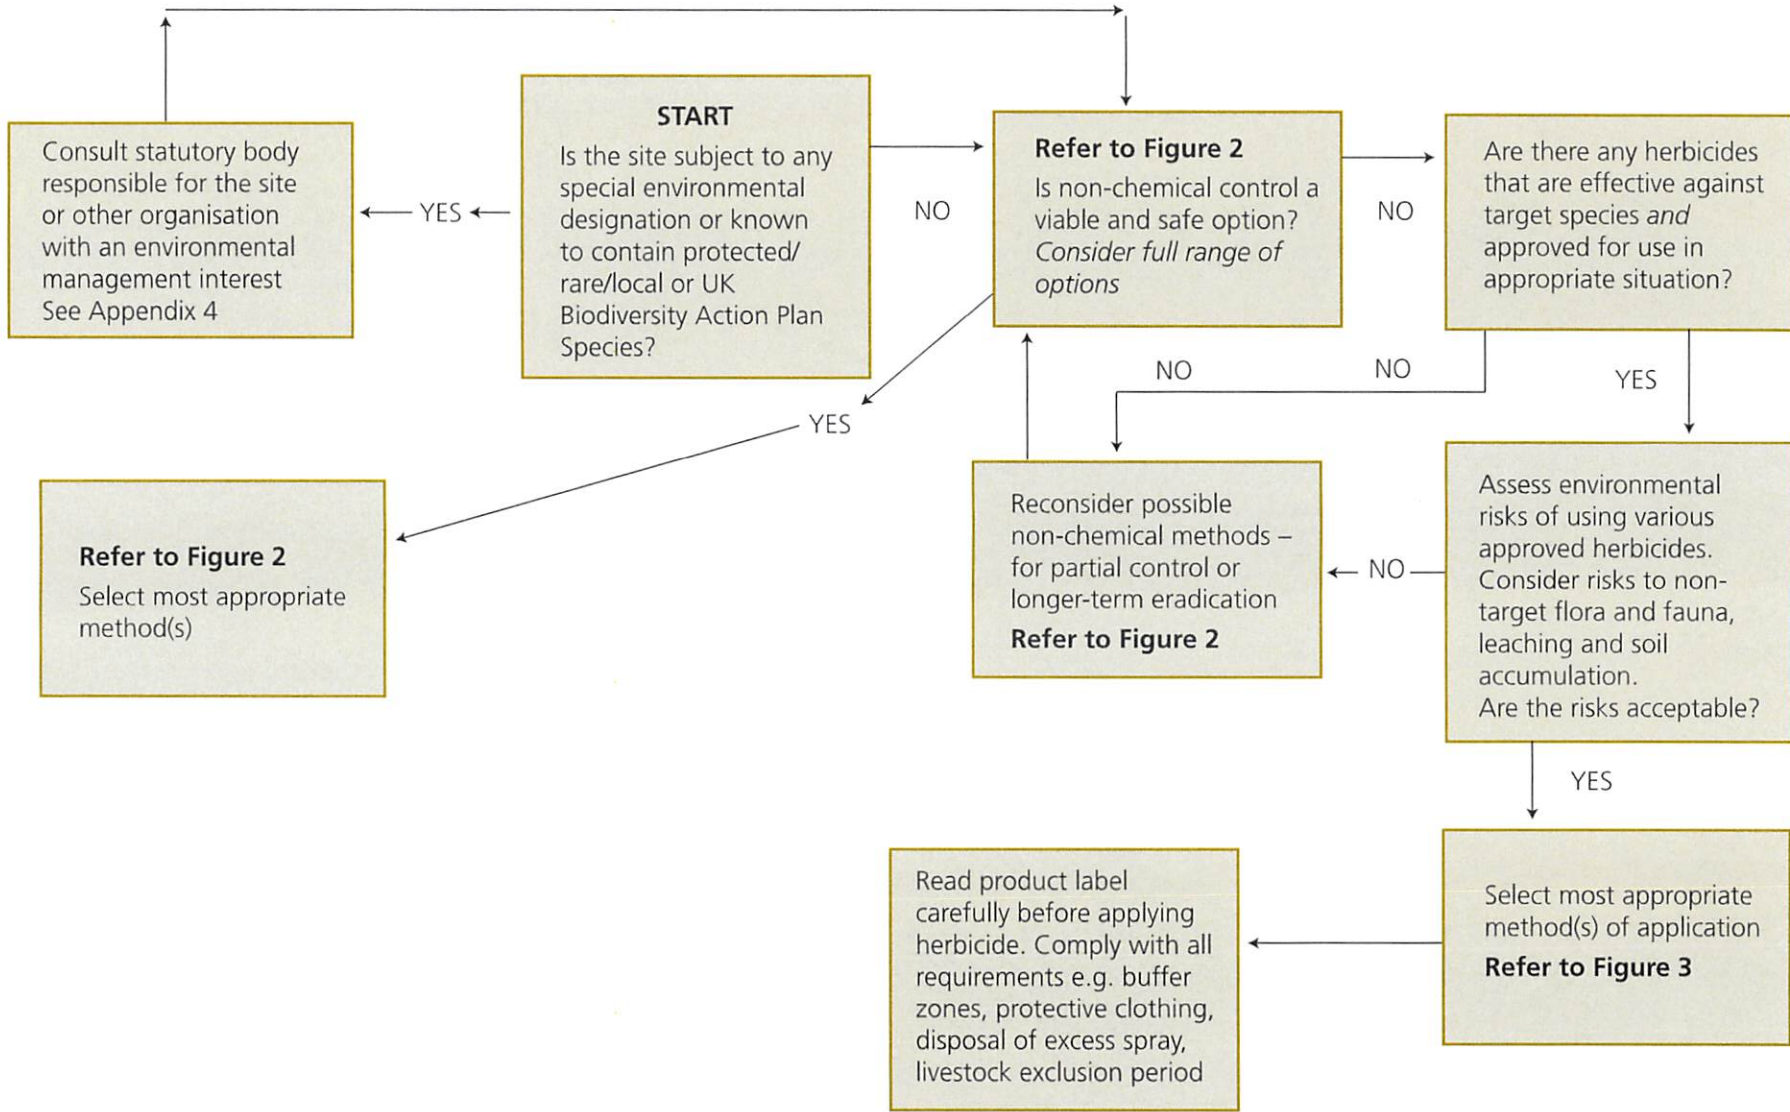 Consult statutory body
responsible for the site
or other organisation
with an environmental
management interest
See Appendix 4
YES
START
Is the site subject to any
special environmental
designation or known
to contain protected/
rare/local or UK
Biodiversity Action Plan
Species?
NO
Refer to Figure 2
Is non-chemical control a
viable and safe option?
Consider full range of
options
NO
Are there any herbicides
that are effective against
target species and
approved for use in
appropriate situation?
NO
NO
YES
YES
Refer to Figure 2
Select most appropriate
method(s)
Reconsider possible
non-chemical methods –
for partial control or
longer-term eradication
Refer to Figure 2
NO
Assess environmental
risks of using various
approved herbicides.
Consider risks to non-
target flora and fauna,
leaching and soil
accumulation.
Are the risks acceptable?
YES
Read product label
carefully before applying
herbicide. Comply with all
requirements e.g. buffer
zones, protective clothing,
disposal of excess spray,
livestock exclusion period
Select most appropriate
method(s) of application
Refer to Figure 3